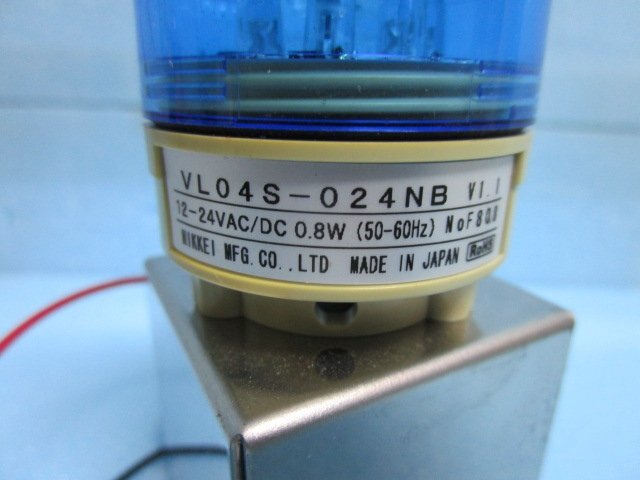 VL04S-024NB V1.1
12-24VAC/DC 0.8W (50-60Hz) NoF808
NIKKEI MFG.CO.,LTD MADE IN JAPAN RoHS